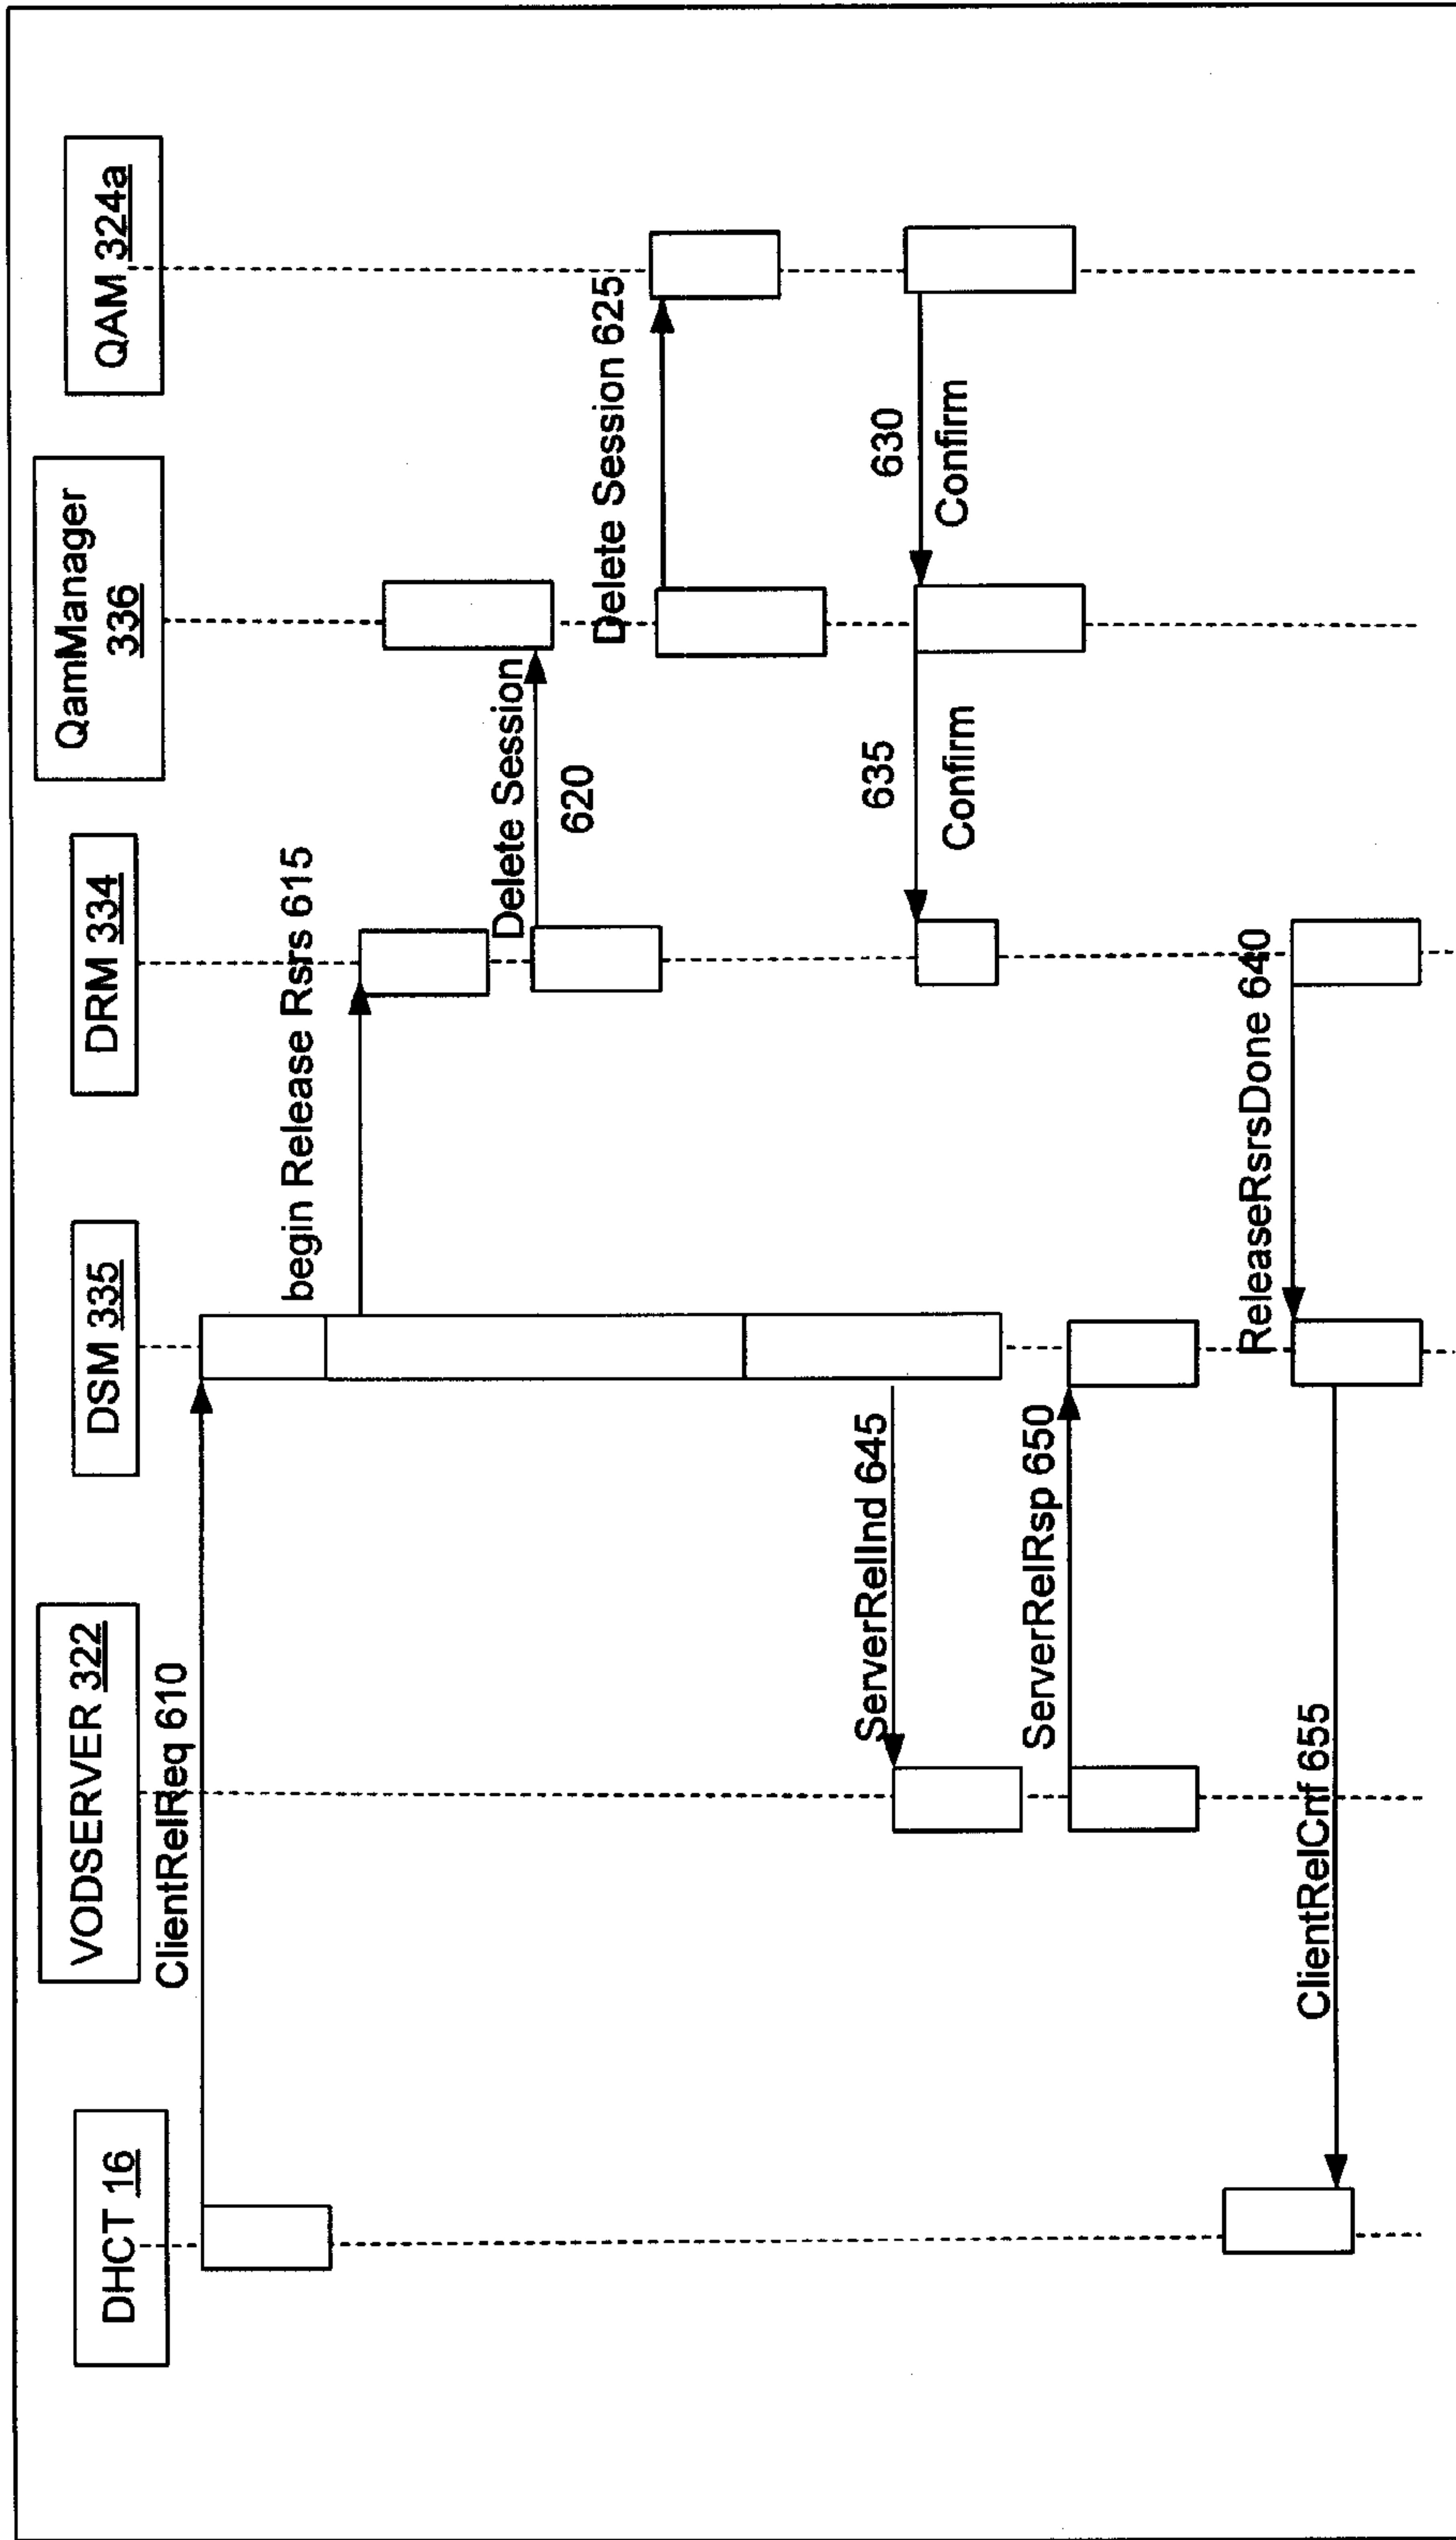 DHCT 16
VODSERVER 322
DSM 335
DRM 334
QamManager
336
QAM 324a
ClientRelReq 610
begin Release Rsrs 615
Delete Session
620
Delete Session 625
630
Confirm
635
Confirm
ServerRelInd 645
ServerRelRsp 650
ReleaseRsrsDone 640
ClientRelCnf 655